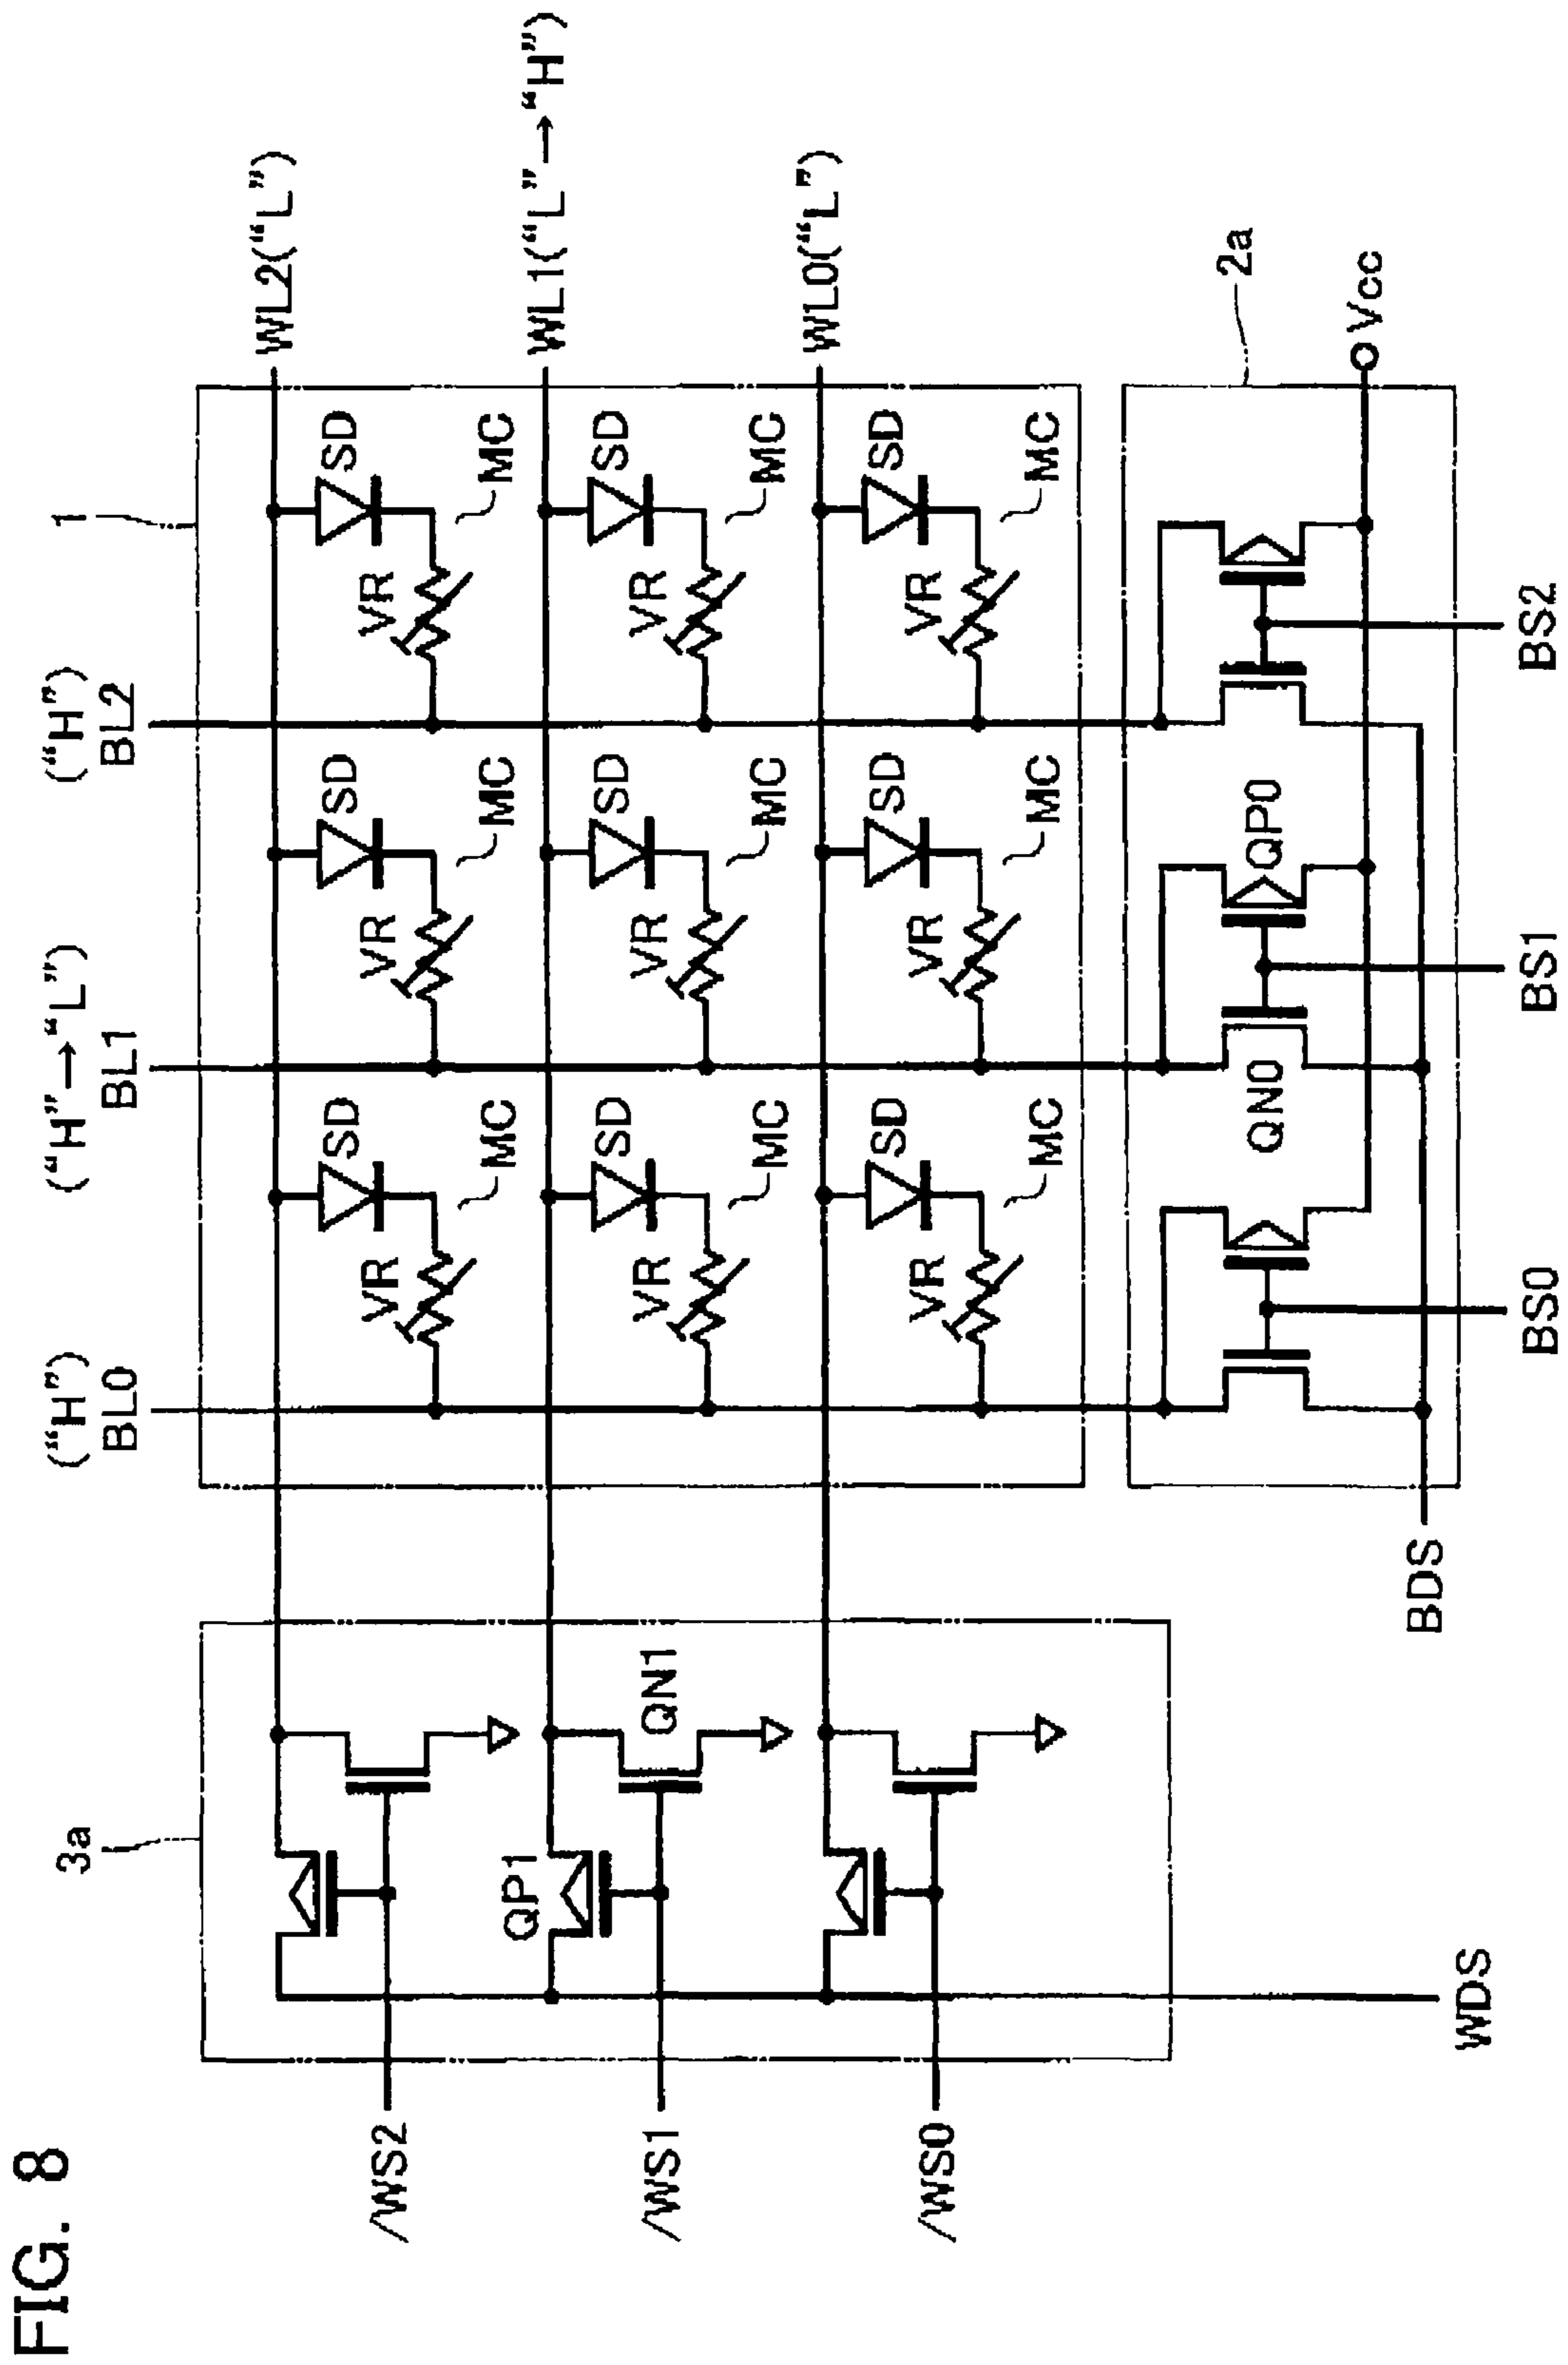 FIG. 8
("H")
BL0
("H"→"L")
BL1
("H")
BL2
1
3a
WL2("L")
SD
SD
SD
VR
VR
VR
MC
MC
MC
/WS2
WL1("L"→"H")
QP1
QN1
SD
SD
SD
VR
VR
VR
MC
MC
MC
/WS1
WL0("L")
SD
SD
SD
VR
VR
VR
MC
MC
MC
/WS0
2a
QN0
QP0
Vcc
BDS
WDS
BS0
BS1
BS2